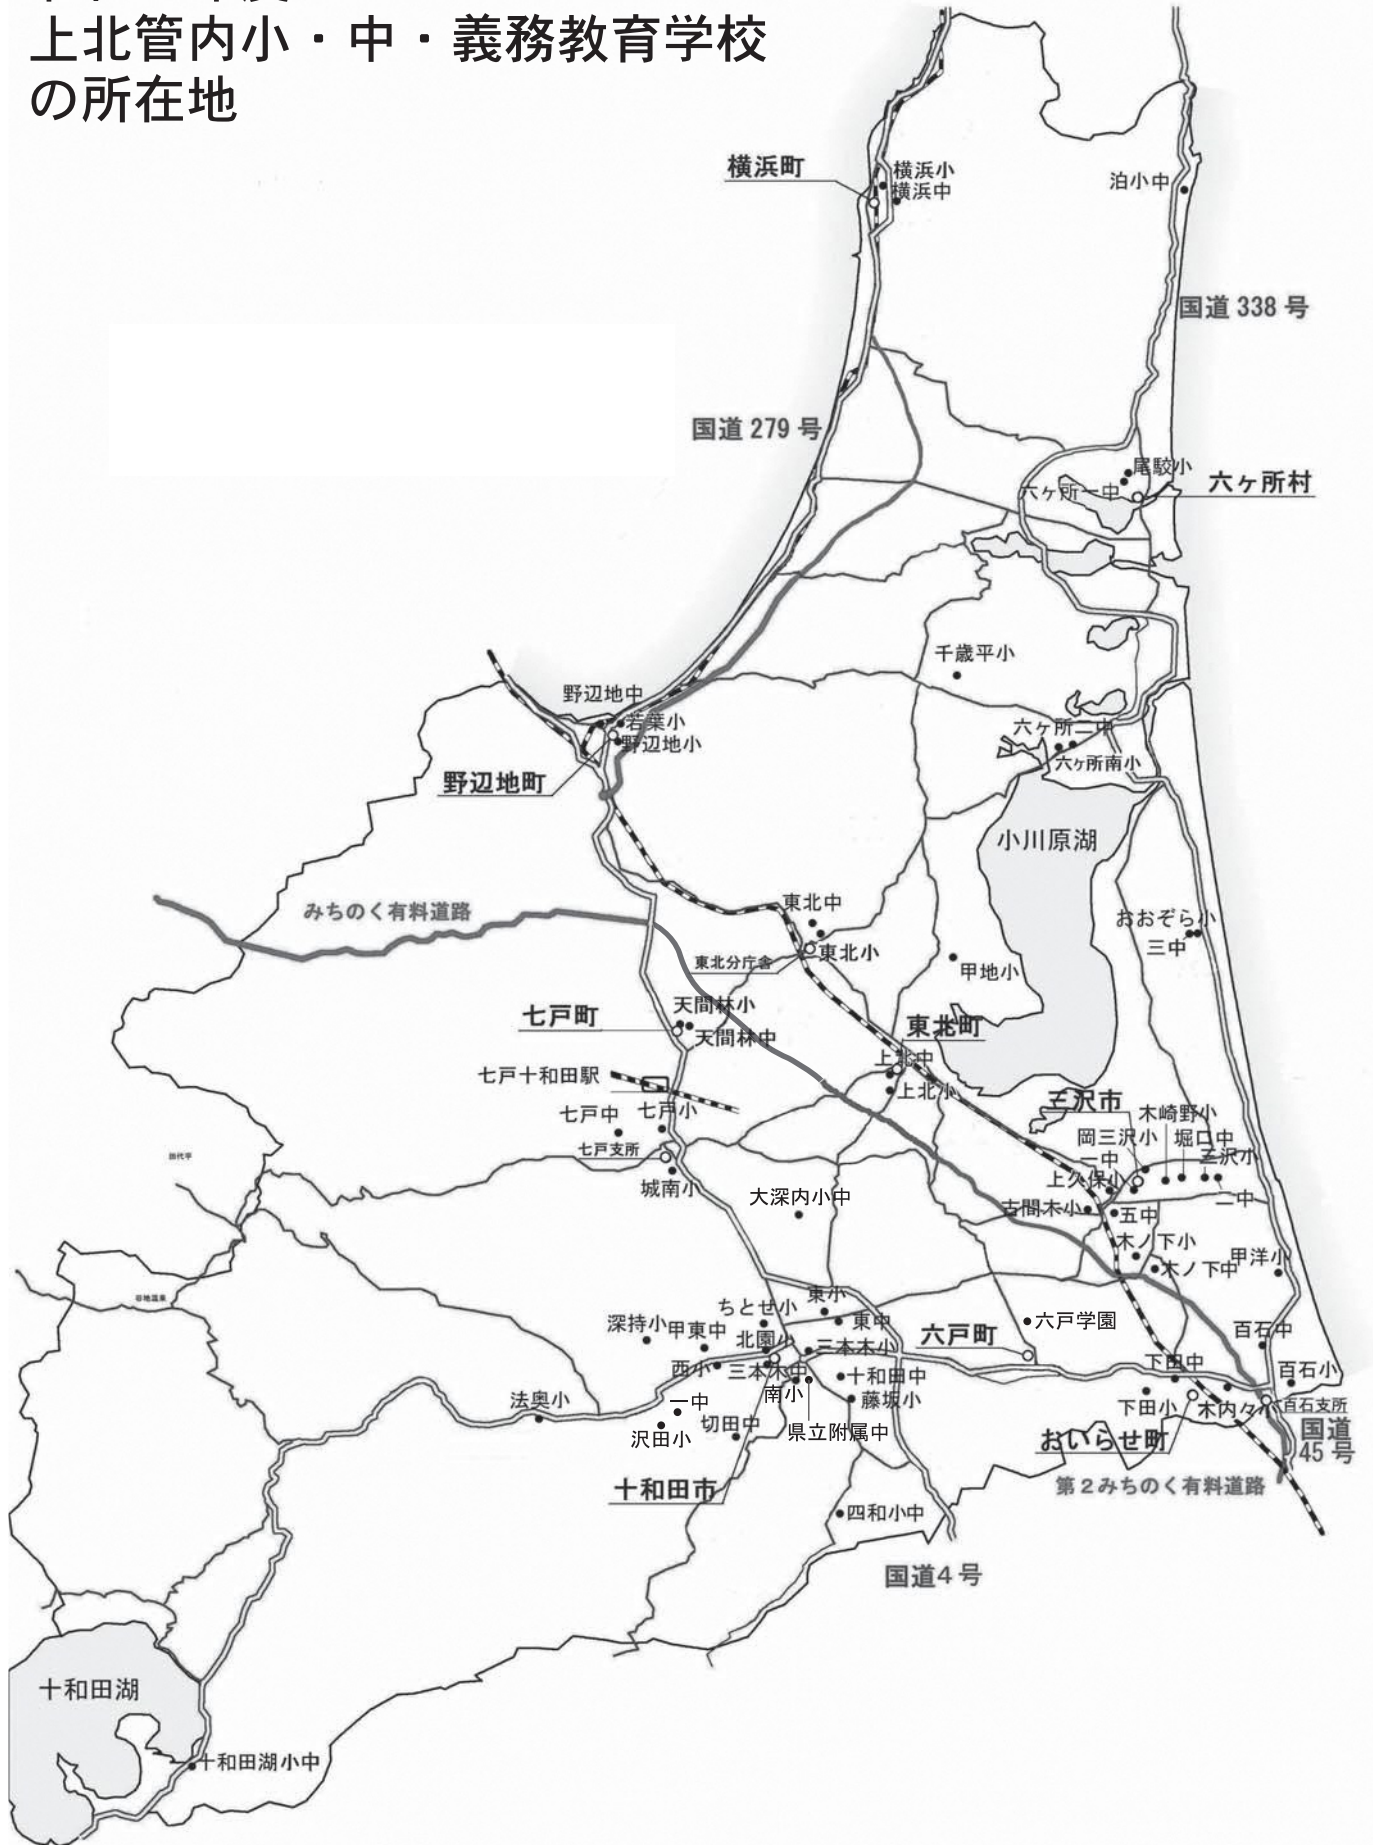 上北管内小・中・義務教育学校
の所在地
横浜町
横浜小
横浜中
泊小中
国道 338 号
国道 279 号
尾駮小
六ヶ所一中
六ヶ所村
千歳平小
野辺地中
若葉小
野辺地小
野辺地町
六ヶ所二中
六ヶ所南小
小川原湖
みちのく有料道路
東北中
東北小
東北分庁舎
おおぞら小
三中
甲地小
七戸町
天間林小
天間林中
東北町
上北中
上北小
七戸十和田駅
七戸中
七戸小
七戸支所
城南小
三沢市
木崎野小
岡三沢小
堀口中
一中
三沢小
上久保小
二中
古間木小
五中
田代平
大深内小中
木ノ下小
木ノ下中
甲洋小
谷地温泉
東小
ちとせ小
東中
深持小
甲東中
北園小
三本木小
六戸町
六戸学園
百石中
西小
三本木中
十和田中
下田中
百石小
南小
藤坂小
法奥小
一中
沢田小
切田中
県立附属中
下田小
木内々小
百石支所
おいらせ町
国道
45 号
十和田市
第２みちのく有料道路
四和小中
国道４号
十和田湖
十和田湖小中